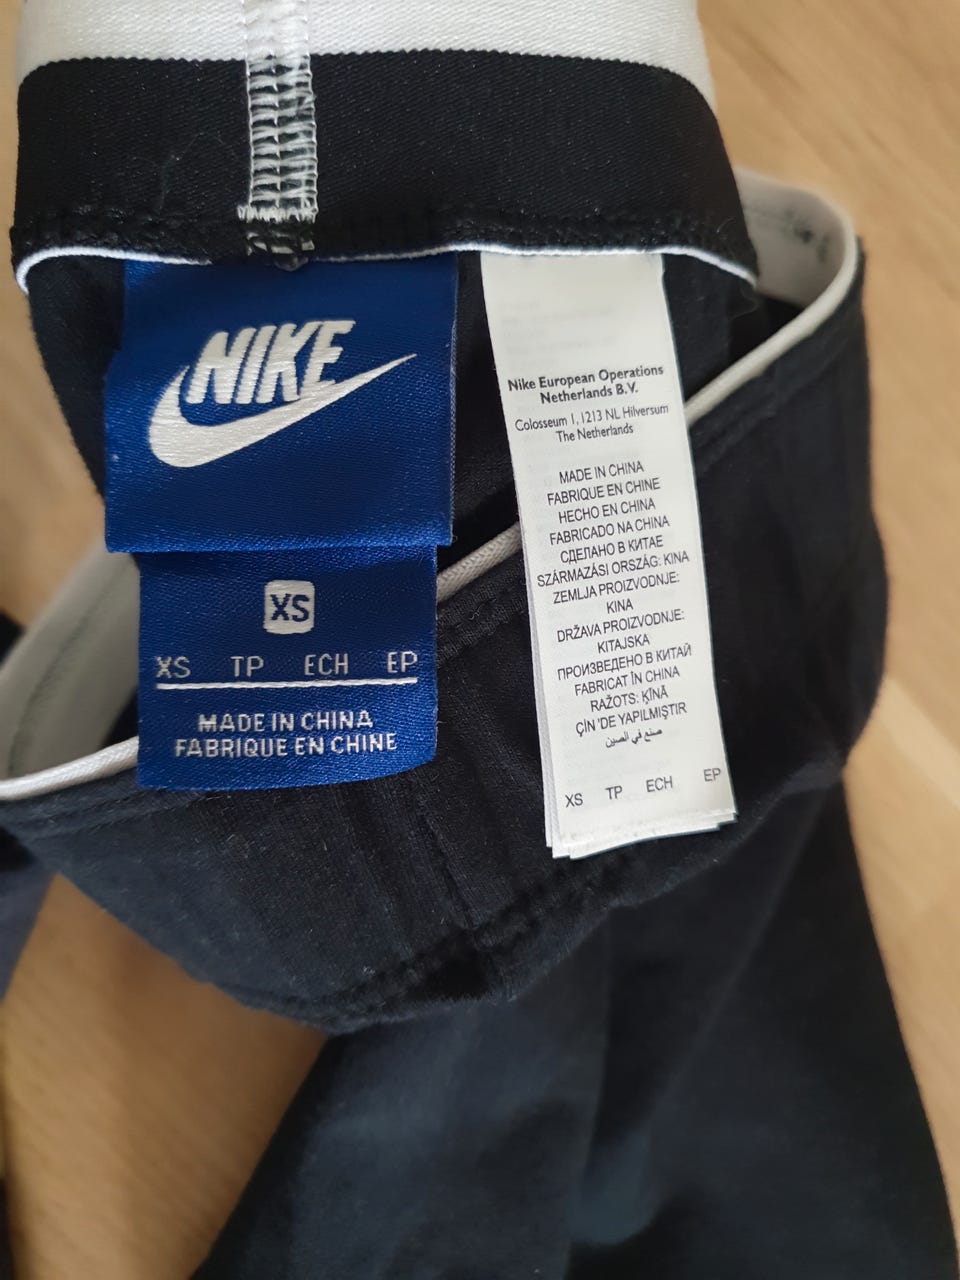 NIKE
XS
XS TP ECH EP
MADE IN CHINA
FABRIQUE EN CHINE
Nike European Operations
Netherlands B.V.
Colosseum 1, 1213 NL Hilversum
The Netherlands
MADE IN CHINA
FABRIQUE EN CHINE
HECHO EN CHINA
FABRICADO NA CHINA
СДЕЛАНО В КИТАЕ
SZÁRMAZÁSI ORSZÁG: KINA
ZEMLJA PROIZVODNJE:
KINA
DRŽAVA PROIZVODNJE:
KITAJSKA
ПРОИЗВЕДЕНО В КИТАЙ
FABRICAT ÎN CHINA
RAŽOTS: ĶĪNĀ
ÇİN 'DE YAPILMIŞTIR
صنع في الصين
XS TP ECH EP